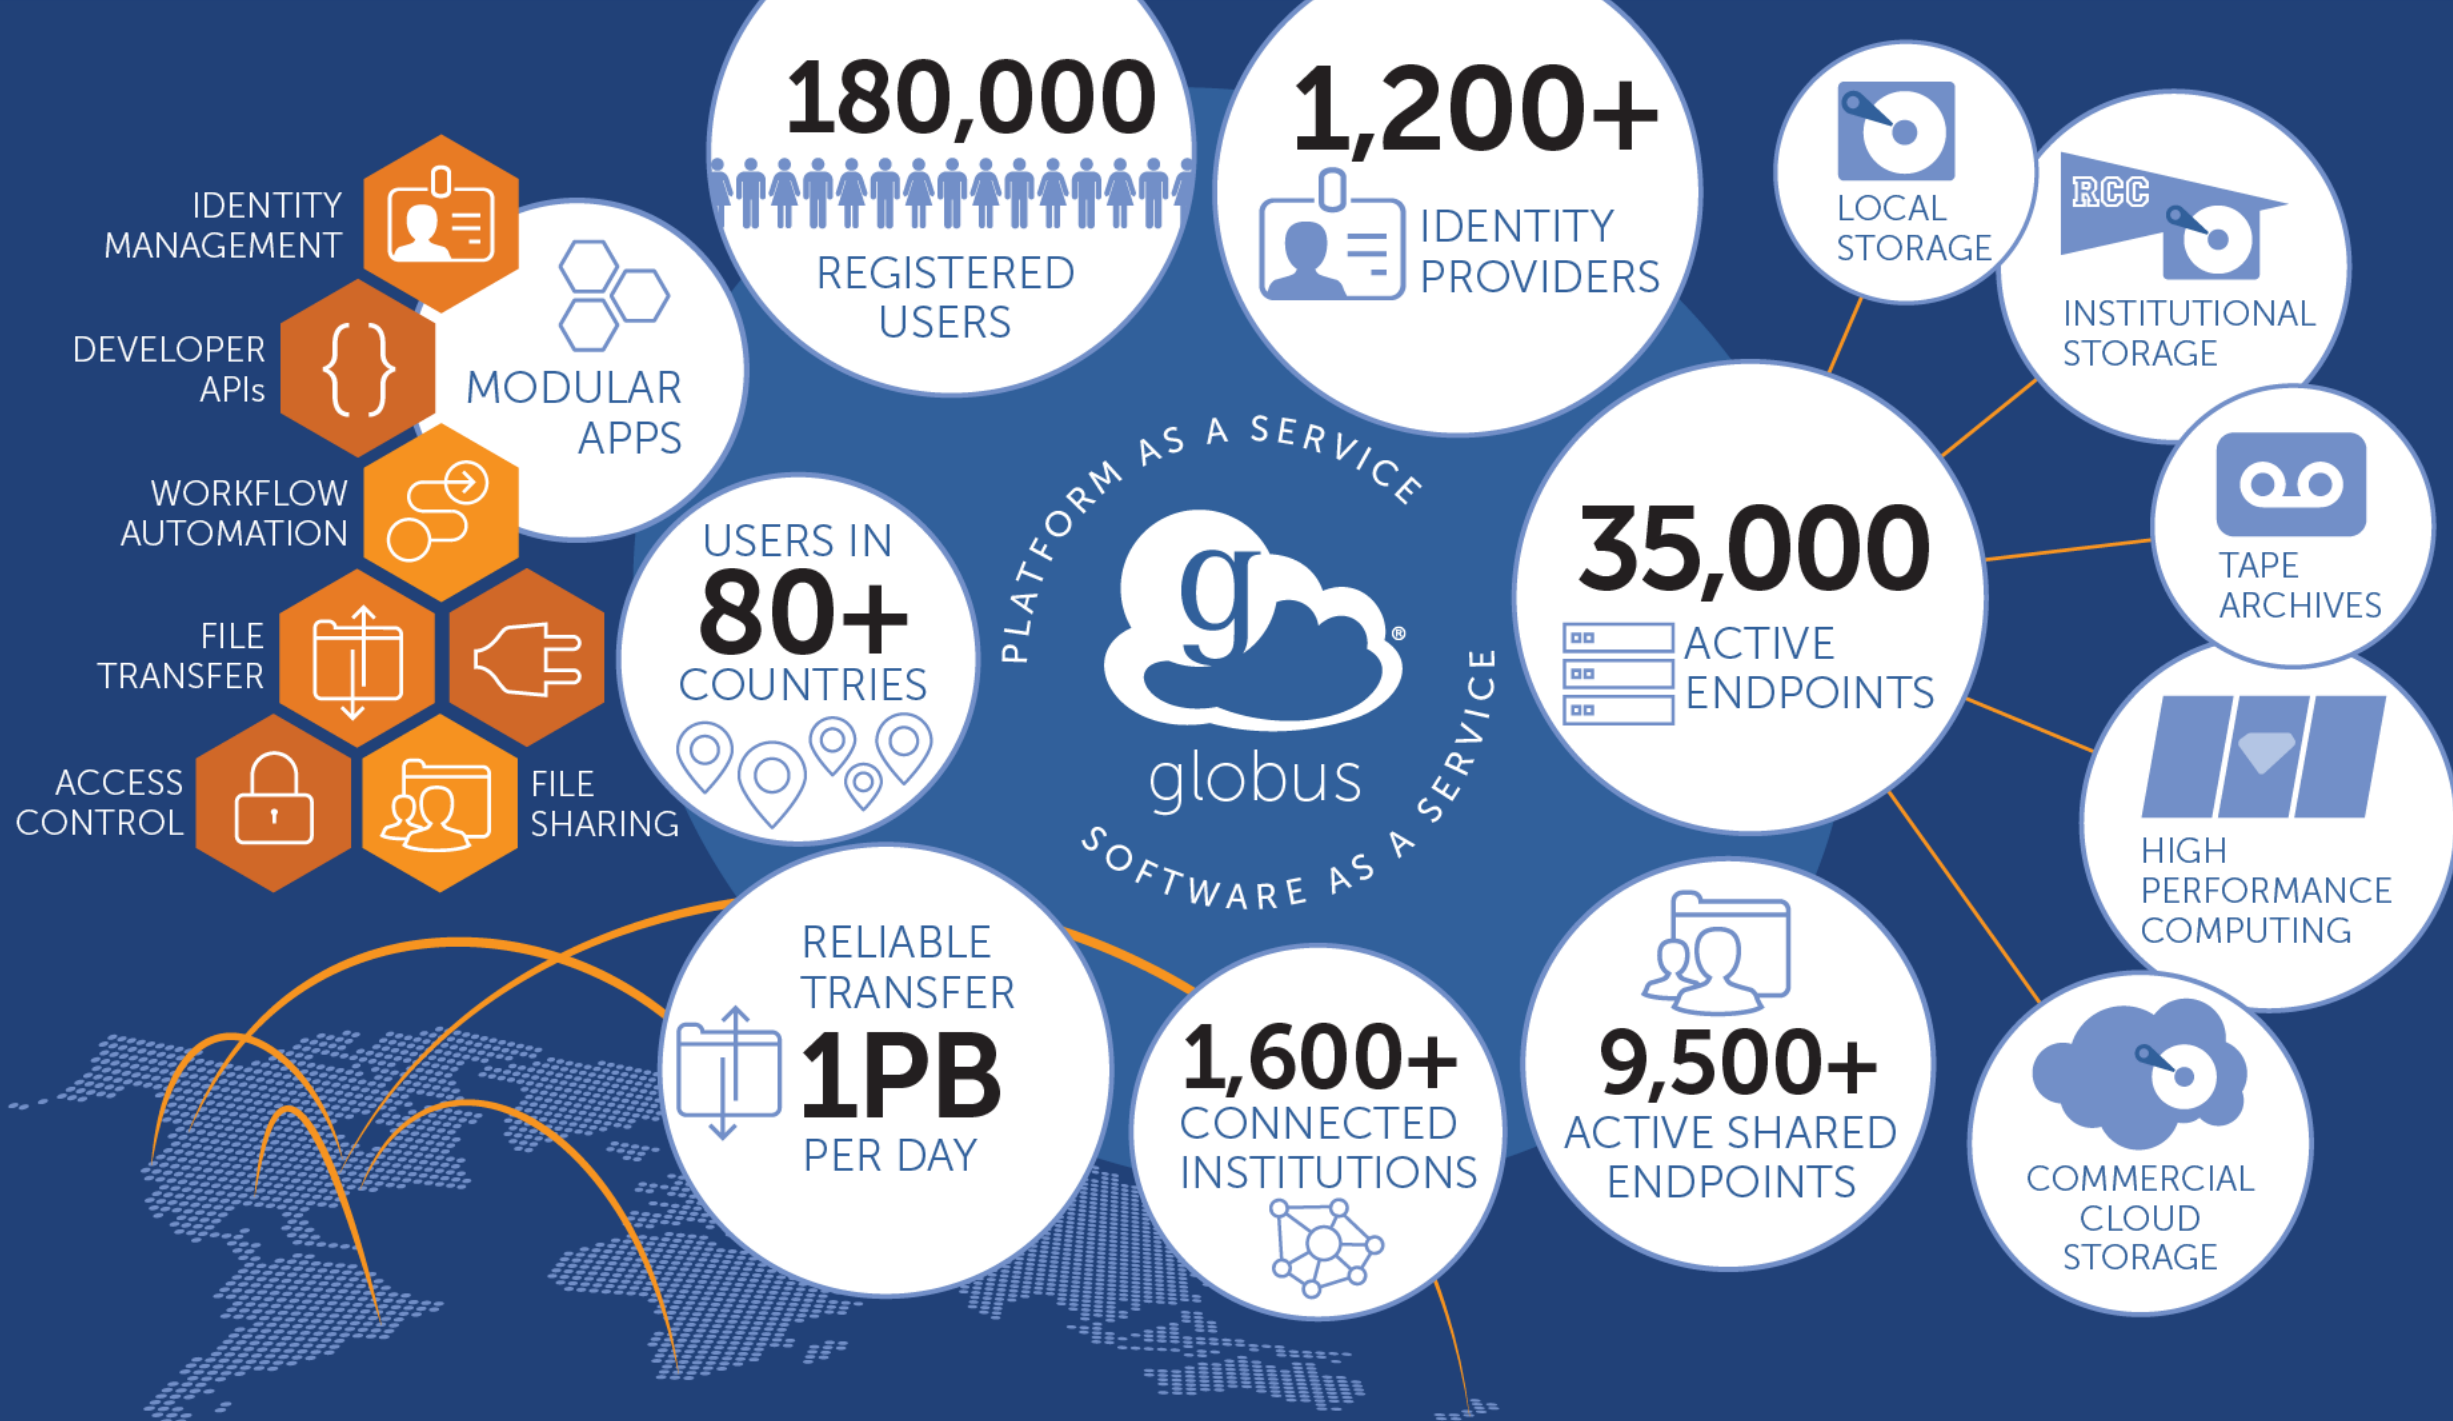 180,000
REGISTERED
USERS
1,200+
IDENTITY
PROVIDERS
LOCAL
STORAGE
RCC
INSTITUTIONAL
STORAGE
TAPE
ARCHIVES
HIGH
PERFORMANCE
COMPUTING
COMMERCIAL
CLOUD
STORAGE
IDENTITY
MANAGEMENT
DEVELOPER
APIs
WORKFLOW
AUTOMATION
FILE
TRANSFER
ACCESS
CONTROL
FILE
SHARING
MODULAR
APPS
USERS IN
80+
COUNTRIES
PLATFORM AS A SERVICE
g
®
globus
SOFTWARE AS A SERVICE
35,000
ACTIVE
ENDPOINTS
RELIABLE
TRANSFER
1PB
PER DAY
1,600+
CONNECTED
INSTITUTIONS
9,500+
ACTIVE SHARED
ENDPOINTS